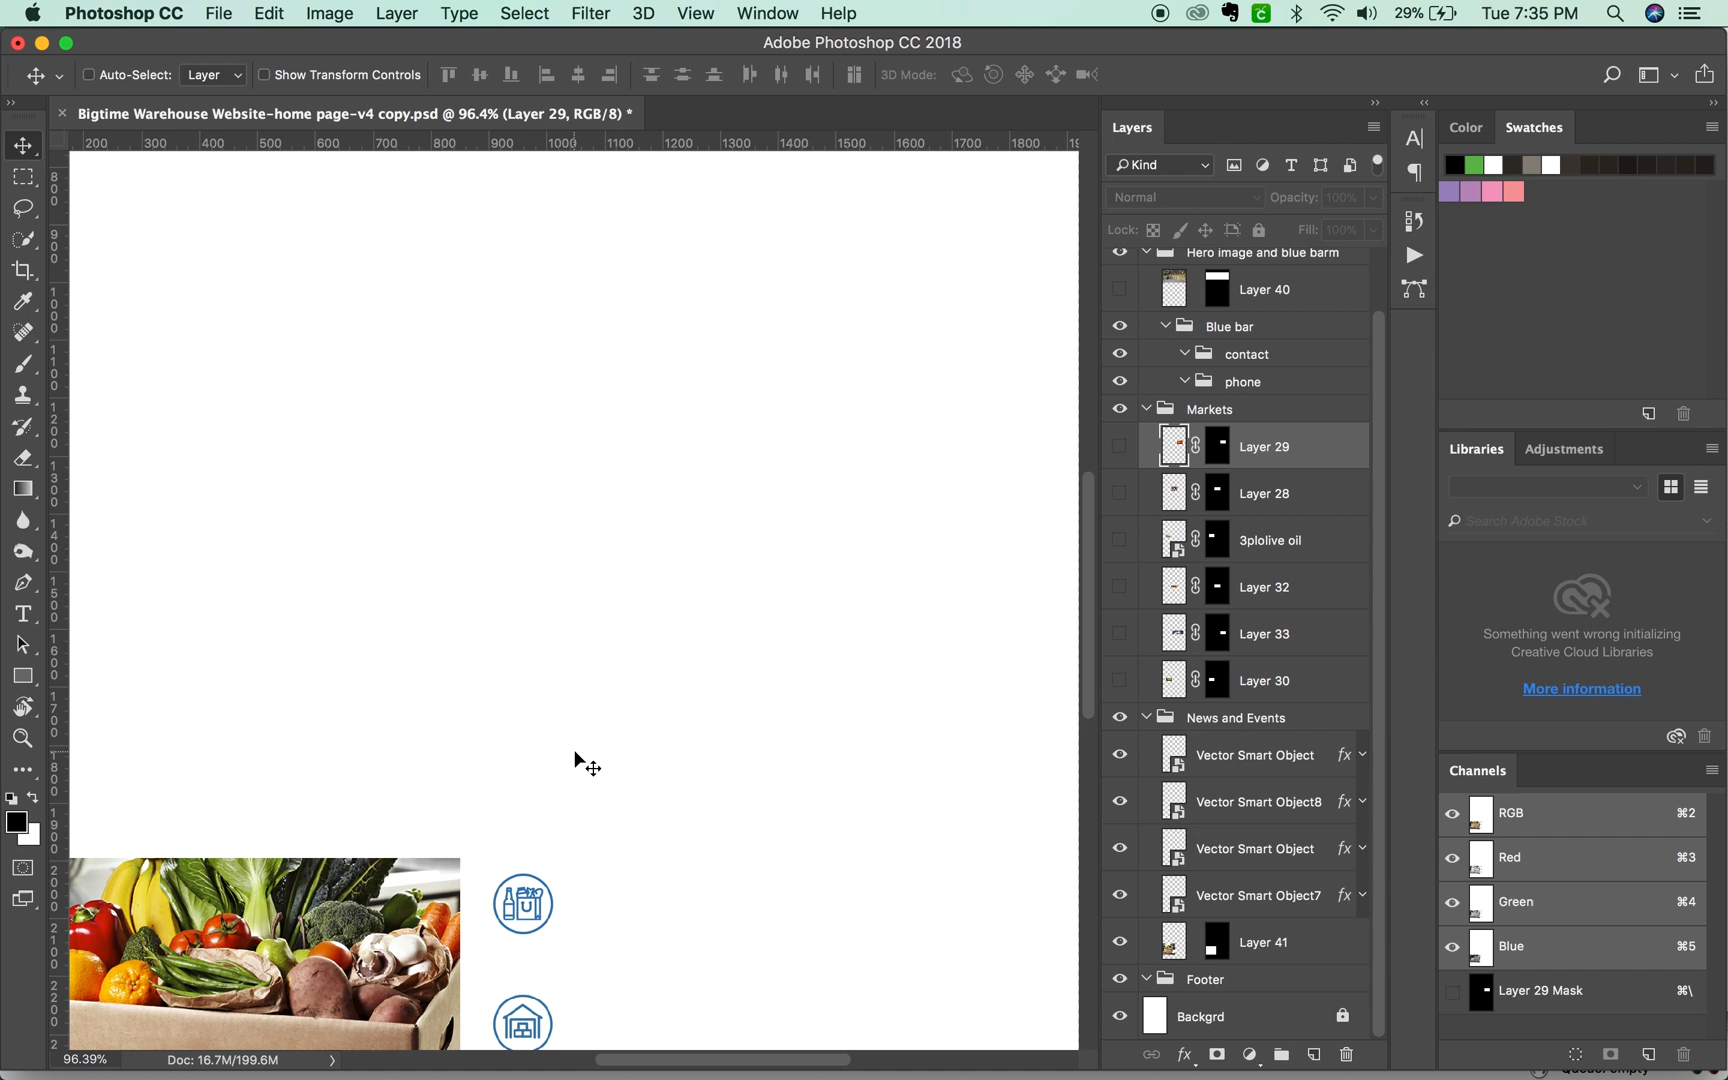 Photoshop CC File Edit Image Layer Type Select Filter 3D View Window Help 29% Tue 7:35 PM
Adobe Photoshop CC 2018
Auto-Select: Layer Show Transform Controls 3D Mode:
Bigtime Warehouse Website-home page-v4 copy.psd @ 96.4% (Layer 29, RGB/8) *
200 300 400 500 600 700 800 900 1000 1100 1200 1300 1400 1500 1600 1700 1800
Layers
Kind
Normal Opacity: 100%
Lock: Fill: 100%
Hero image and blue barm
Layer 40
Blue bar
contact
phone
Markets
Layer 29
Layer 28
3plolive oil
Layer 32
Layer 33
Layer 30
News and Events
Vector Smart Object fx
Vector Smart Object8 fx
Vector Smart Object fx
Vector Smart Object7 fx
Layer 41
Footer
Backgrd
fx
Color Swatches
Libraries Adjustments
Search Adobe Stock
Something went wrong initializing
Creative Cloud Libraries
More information
Channels
RGB ⌘2
Red ⌘3
Green ⌘4
Blue ⌘5
Layer 29 Mask ⌘\
96.39% Doc: 16.7M/199.6M